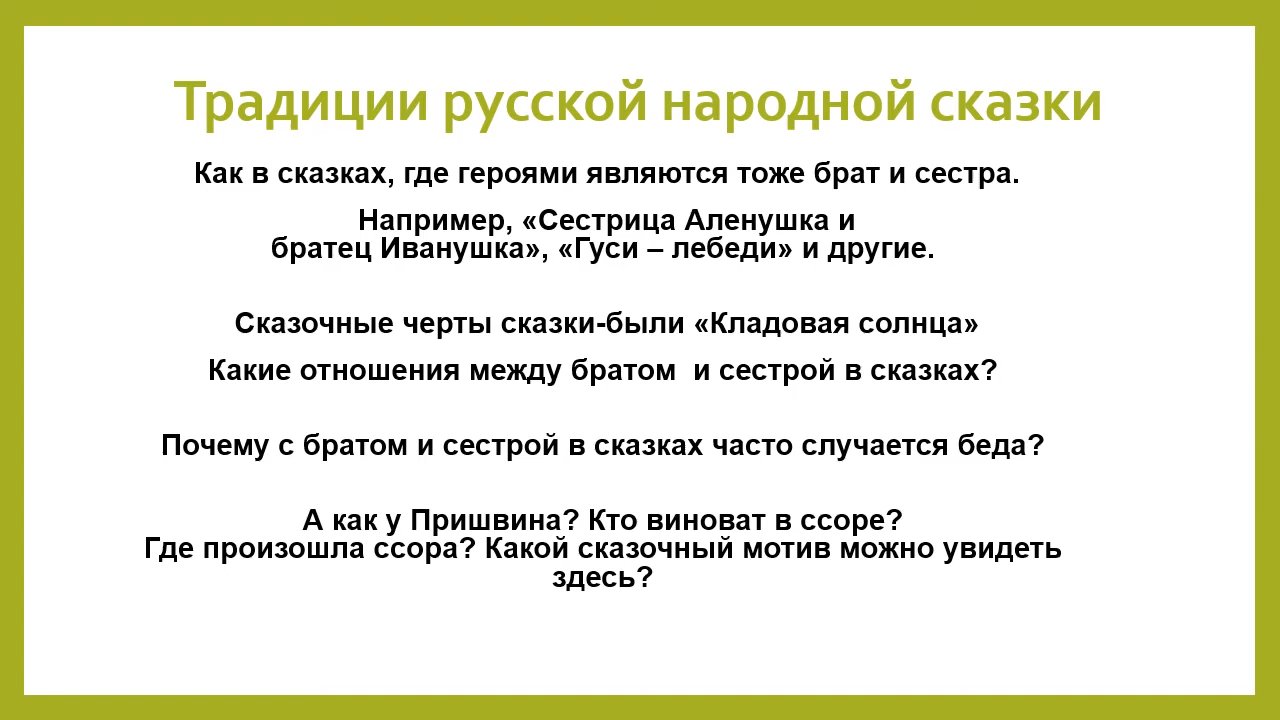 Традиции русской народной сказки
Как в сказках, где героями являются тоже брат и сестра.
Например, «Сестрица Аленушка и
братец Иванушка», «Гуси – лебеди» и другие.
Сказочные черты сказки-были «Кладовая солнца»
Какие отношения между братом  и сестрой в сказках?
Почему с братом и сестрой в сказках часто случается беда?
А как у Пришвина? Кто виноват в ссоре?
Где произошла ссора? Какой сказочный мотив можно увидеть
здесь?